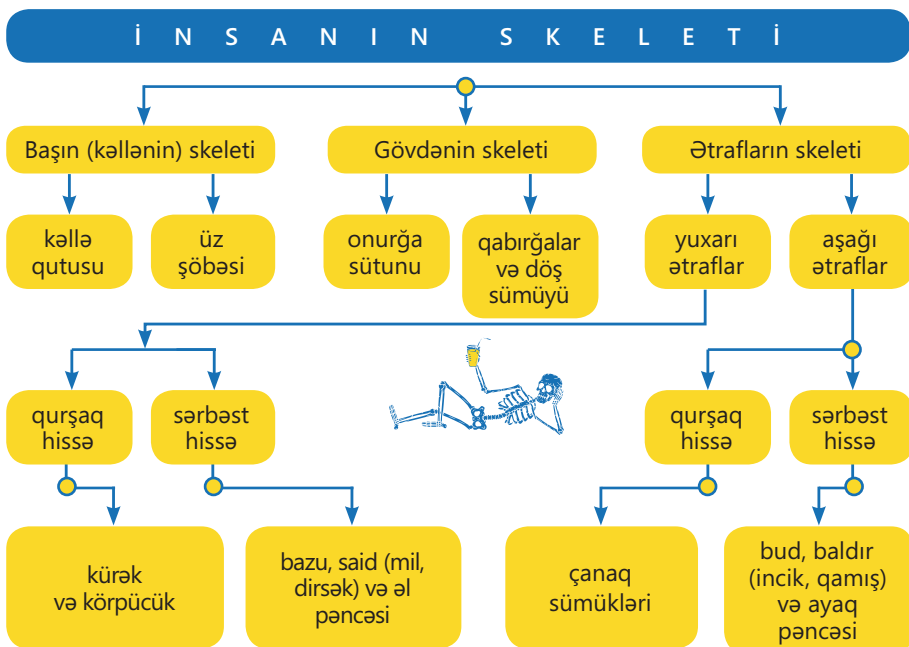 İNSANIN SKELETİ
Başın (kəllənin) skeleti
Gövdənin skeleti
Ətrafların skeleti
kəllə
qutusu
üz
şöbəsi
onurğa
sütunu
qabırğalar
və döş
sümüyü
yuxarı
ətraflar
aşağı
ətraflar
qurşaq
hissə
sərbəst
hissə
qurşaq
hissə
sərbəst
hissə
kürək
və körpücük
bazu, said (mil,
dirsək) və əl
pəncəsi
çanaq
sümükləri
bud, baldır
(incik, qamış)
və ayaq
pəncəsi